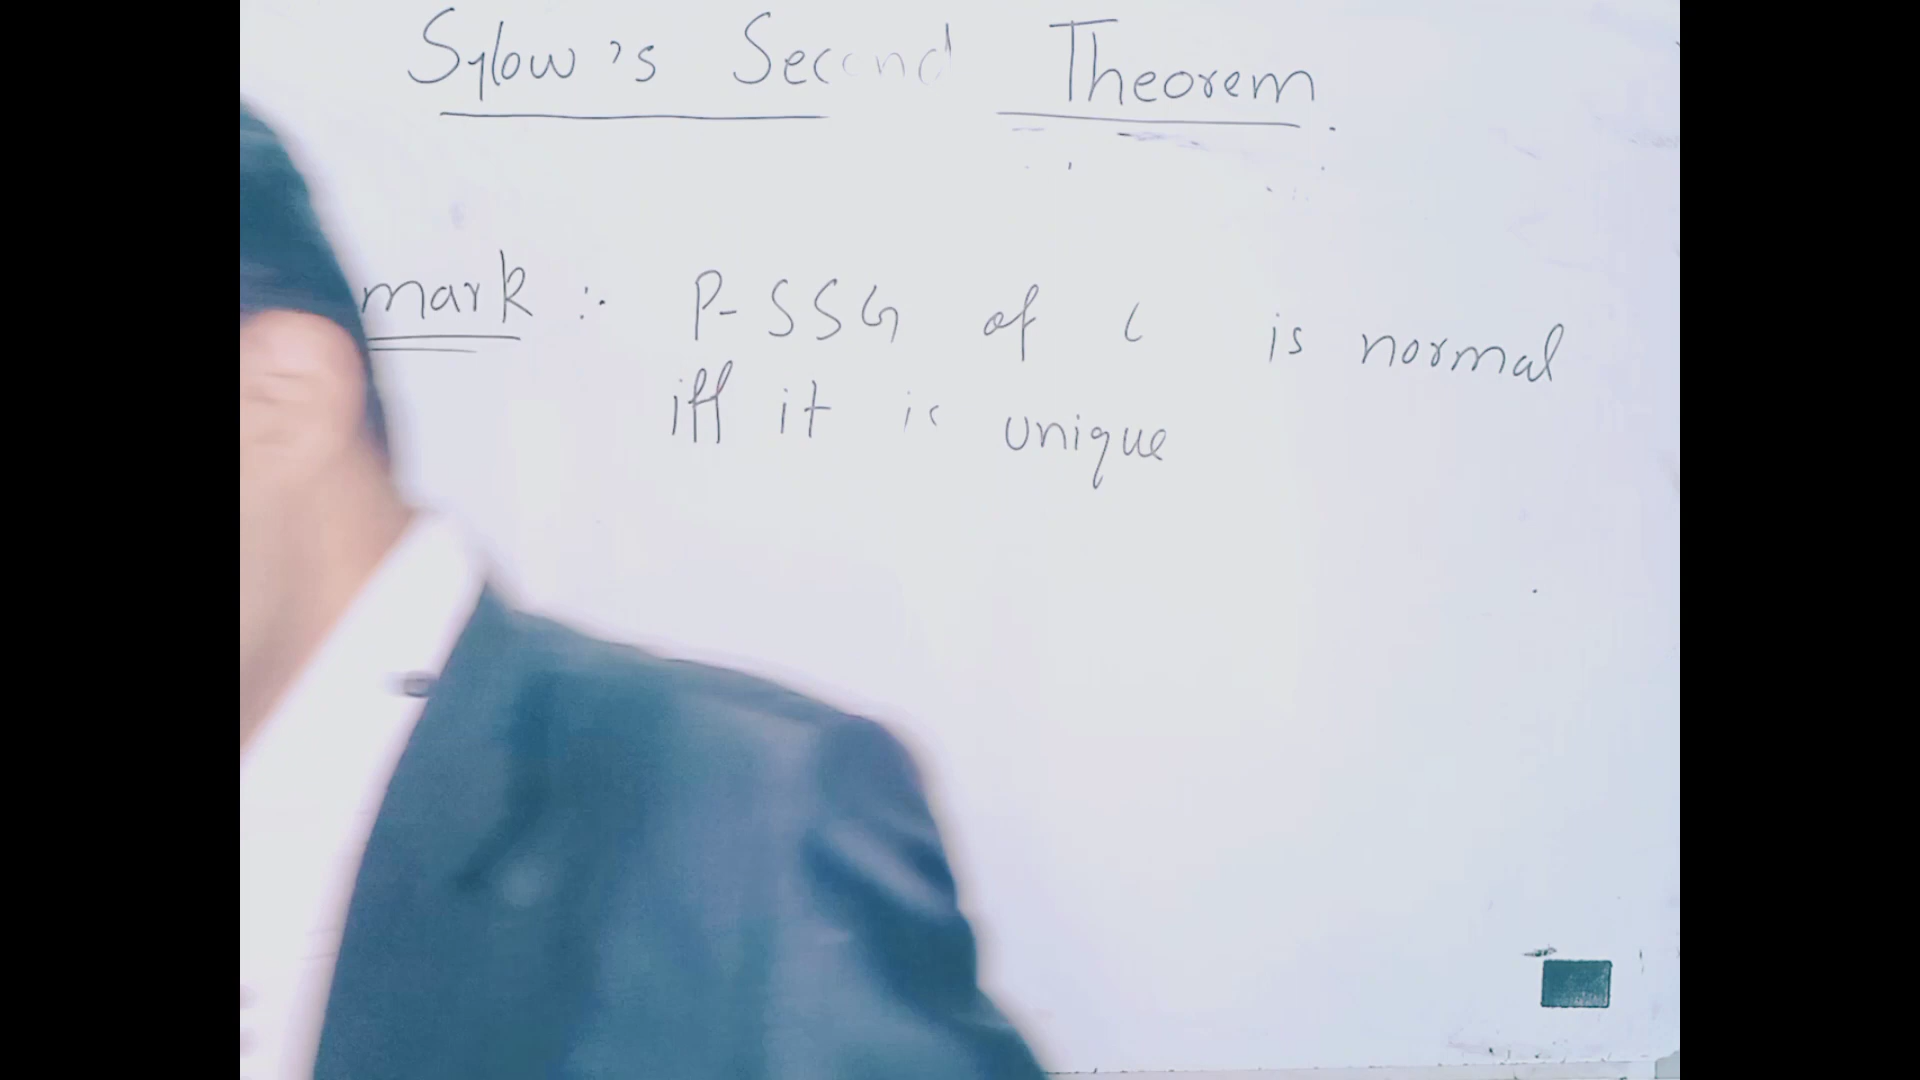 Sylow's Second Theorem.
mark :- P-SSG of is normal
iff it is unique